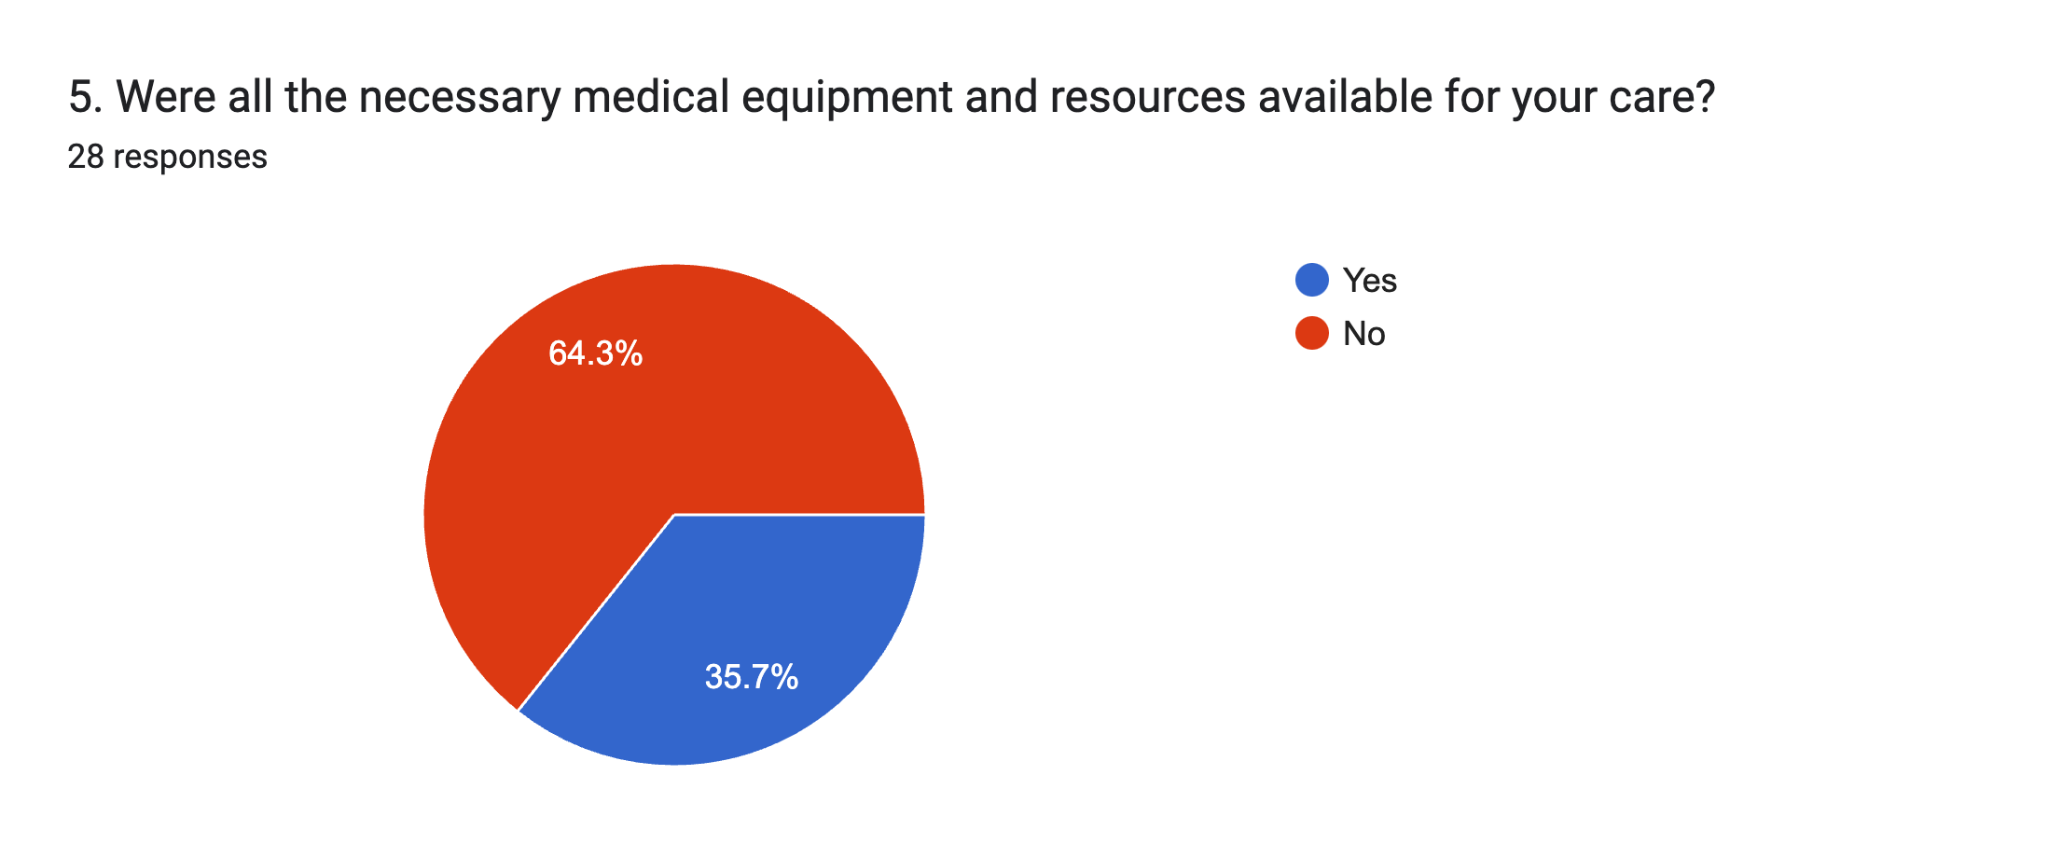 5. Were all the necessary medical equipment and resources available for your care?
28 responses
Yes
No
64.3%
35.7%